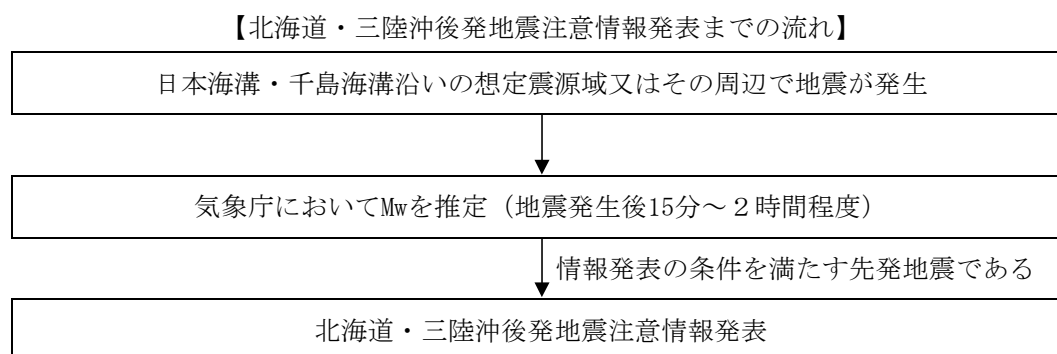 【北海道・三陸沖後発地震注意情報発表までの流れ】
日本海溝・千島海溝沿いの想定震源域又はその周辺で地震が発生
気象庁においてMwを推定（地震発生後15分～２時間程度）
情報発表の条件を満たす先発地震である
北海道・三陸沖後発地震注意情報発表